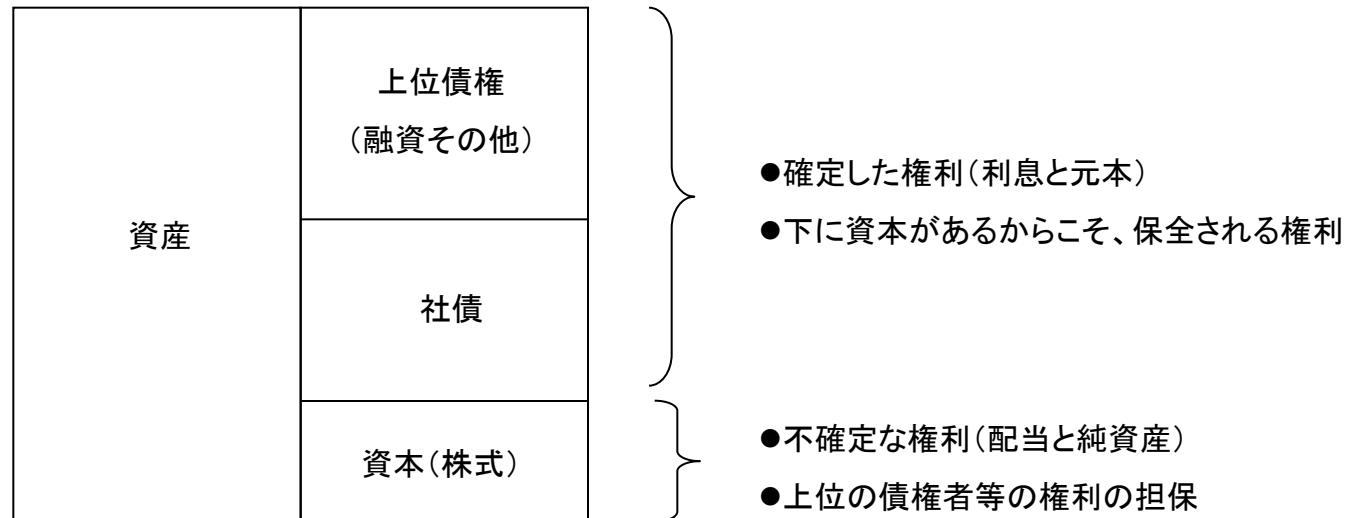 資産
上位債権
（融資その他）
社債
資本（株式）
●確定した権利（利息と元本）
●下に資本があるからこそ、保全される権利
●不確定な権利（配当と純資産）
●上位の債権者等の権利の担保